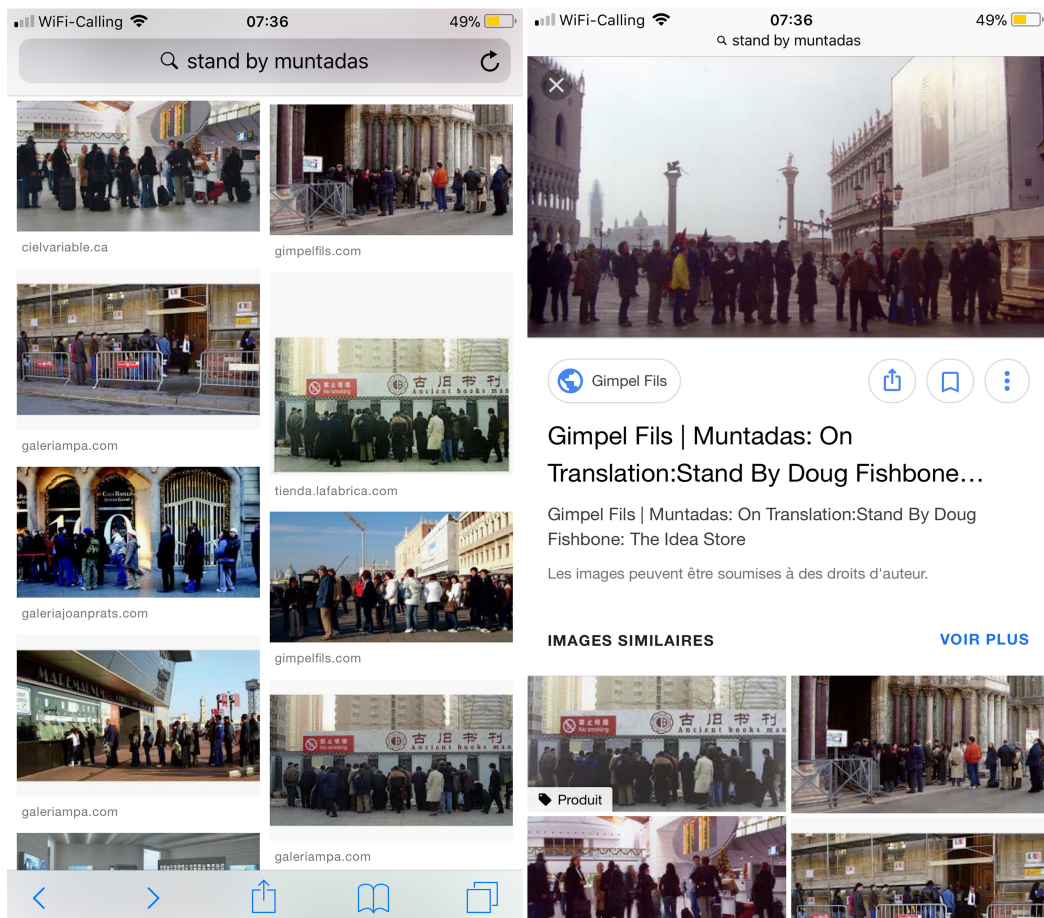 WiFi-Calling
07:36
49%
stand by muntadas
cielvariable.ca
gimpelfils.com
galeriampa.com
禁止吸烟
No smoking
古旧书刊
Ancient books man
tienda.lafabrica.com
galeriajoanprats.com
gimpelfils.com
MAREMAGNUM
galeriampa.com
禁止吸烟
No smoking
古旧书刊
Ancient books man
galeriampa.com
WiFi-Calling
07:36
49%
stand by muntadas
Gimpel Fils
Gimpel Fils | Muntadas: On
Translation:Stand By Doug Fishbone...
Gimpel Fils | Muntadas: On Translation:Stand By Doug
Fishbone: The Idea Store
Les images peuvent être soumises à des droits d'auteur.
IMAGES SIMILAIRES
VOIR PLUS
禁止吸烟
No smoking
古旧书刊
Ancient books man
Produit